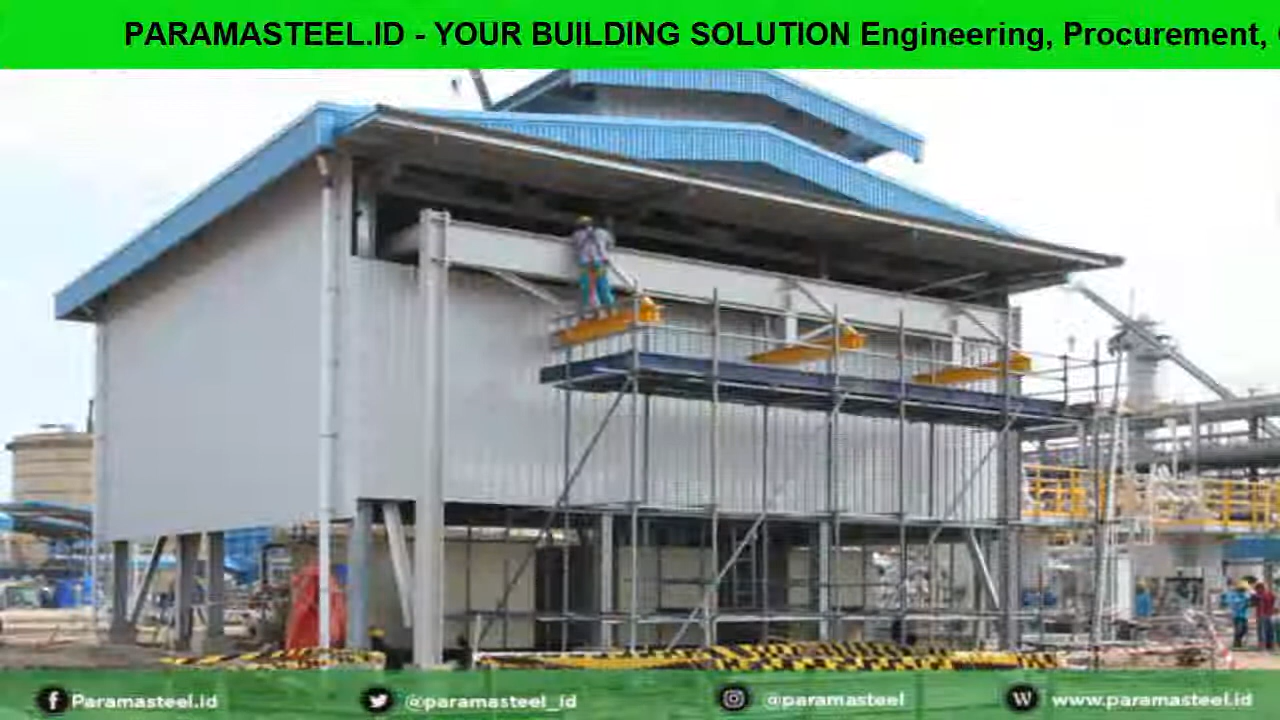 PARAMASTEEL.ID - YOUR BUILDING SOLUTION Engineering, Procurement,
Paramasteel.id @paramasteel_id @paramasteel www.paramasteel.id